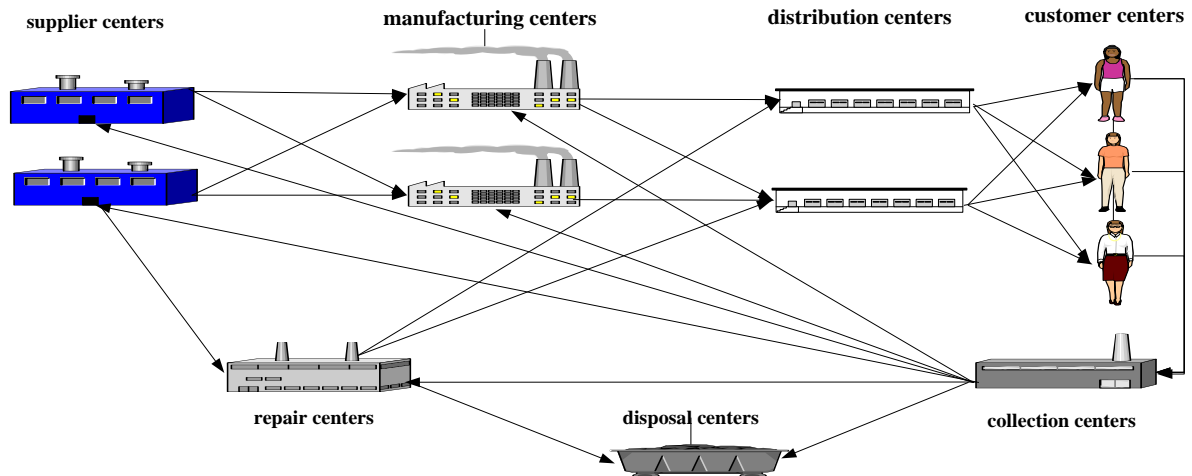 supplier centers
manufacturing centers
distribution centers
customer centers
repair centers
disposal centers
collection centers